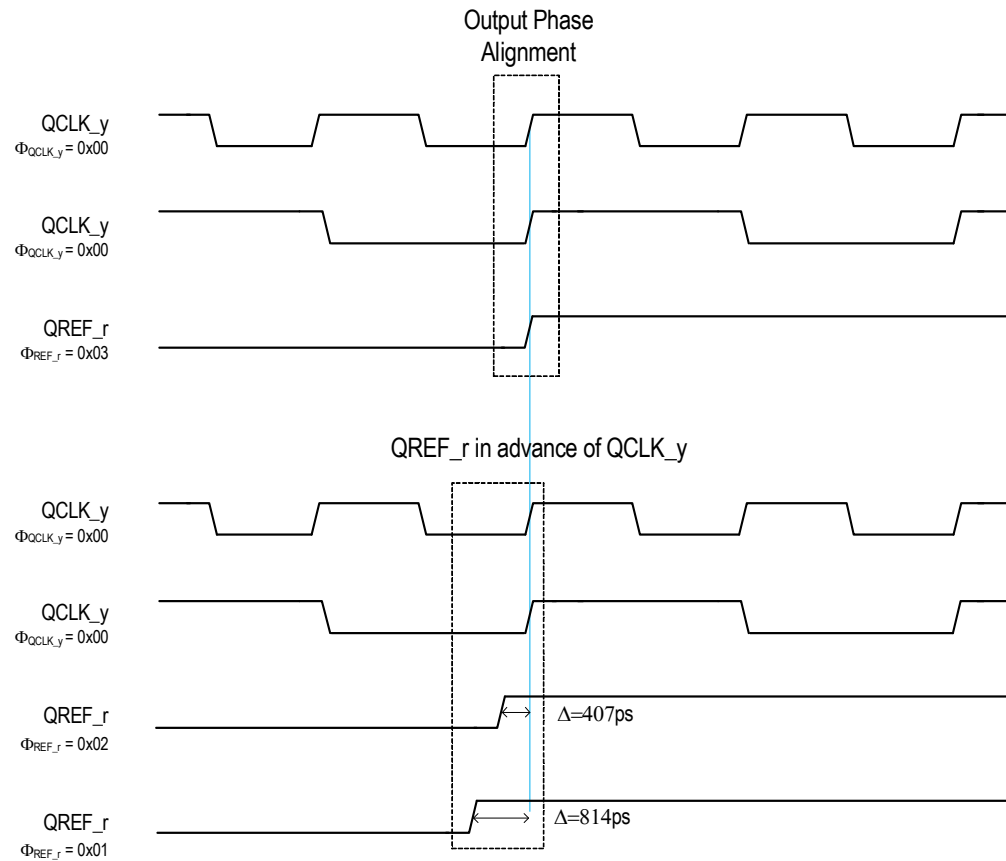 Output Phase
Alignment
QCLK_y
ΦQCLK_y = 0x00
QCLK_y
ΦQCLK_y = 0x00
QREF_r
ΦREF_r = 0x03
QREF_r in advance of QCLK_y
QCLK_y
ΦQCLK_y = 0x00
QCLK_y
ΦQCLK_y = 0x00
QREF_r
ΦREF_r = 0x02
Δ=407ps
QREF_r
ΦREF_r = 0x01
Δ=814ps